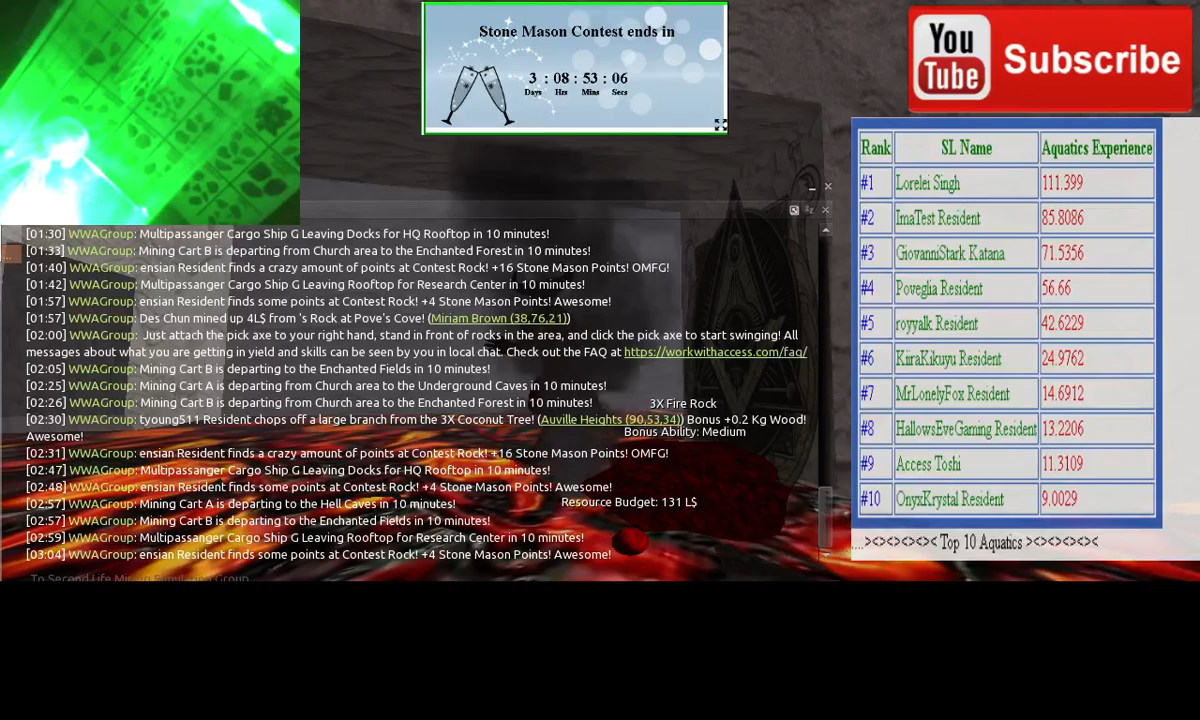 Stone Mason Contest ends in
3 : 08 : 53 : 06
Days Hrs Mins Secs
You
Tube
Subscribe
[01:30] WWAGroup: Multipassanger Cargo Ship G Leaving Docks for HQ Rooftop in 10 minutes!
[01:33] WWAGroup: Mining Cart B is departing from Church area to the Enchanted Forest in 10 minutes!
[01:40] WWAGroup: ensian Resident finds a crazy amount of points at Contest Rock! +16 Stone Mason Points! OMFG!
[01:42] WWAGroup: Multipassanger Cargo Ship G Leaving Rooftop for Research Center in 10 minutes!
[01:57] WWAGroup: ensian Resident finds some points at Contest Rock! +4 Stone Mason Points! Awesome!
[01:57] WWAGroup: Des Chun mined up 4L$ from 's Rock at Pove's Cove! (Miriam Brown (38,76,21))
[02:00] WWAGroup: Just attach the pick axe to your right hand, stand in front of rocks in the area, and click the pick axe to start swinging! All
messages about what you are getting in yield and skills can be seen by you in local chat. Check out the FAQ at https://workwithaccess.com/faq/
[02:05] WWAGroup: Mining Cart B is departing to the Enchanted Fields in 10 minutes!
[02:25] WWAGroup: Mining Cart A is departing from Church area to the Underground Caves in 10 minutes!
[02:26] WWAGroup: Mining Cart B is departing from Church area to the Enchanted Forest in 10 minutes!
[02:30] WWAGroup: tyoung511 Resident chops off a large branch from the 3X Coconut Tree! (Auville Heights (90,53,34)) Bonus +0.2 Kg Wood!
Awesome!
[02:31] WWAGroup: ensian Resident finds a crazy amount of points at Contest Rock! +16 Stone Mason Points! OMFG!
[02:47] WWAGroup: Multipassanger Cargo Ship G Leaving Docks for HQ Rooftop in 10 minutes!
[02:48] WWAGroup: ensian Resident finds some points at Contest Rock! +4 Stone Mason Points! Awesome!
[02:57] WWAGroup: Mining Cart A is departing to the Hell Caves in 10 minutes!
[02:57] WWAGroup: Mining Cart B is departing to the Enchanted Fields in 10 minutes!
[02:59] WWAGroup: Multipassanger Cargo Ship G Leaving Rooftop for Research Center in 10 minutes!
[03:04] WWAGroup: ensian Resident finds some points at Contest Rock! +4 Stone Mason Points! Awesome!
To Second Life Mining Simulating Group
3X Fire Rock
Bonus Ability: Medium
Resource Budget: 131 L$
Rank SL Name Aquatics Experience
#1 Lorelei Singh 111.399
#2 ImaTest Resident 85.8086
#3 GiovanniStark Katana 71.5356
#4 Poveglia Resident 56.66
#5 royyalk Resident 42.6229
#6 KiraKikuyu Resident 24.9762
#7 MrLonelyFox Resident 14.6912
#8 HallowsEveGaming Resident 13.2206
#9 Access Toshi 11.3109
#10 OnyxKrystal Resident 9.0029
....><><><><>< Top 10 Aquatics ><><><><><